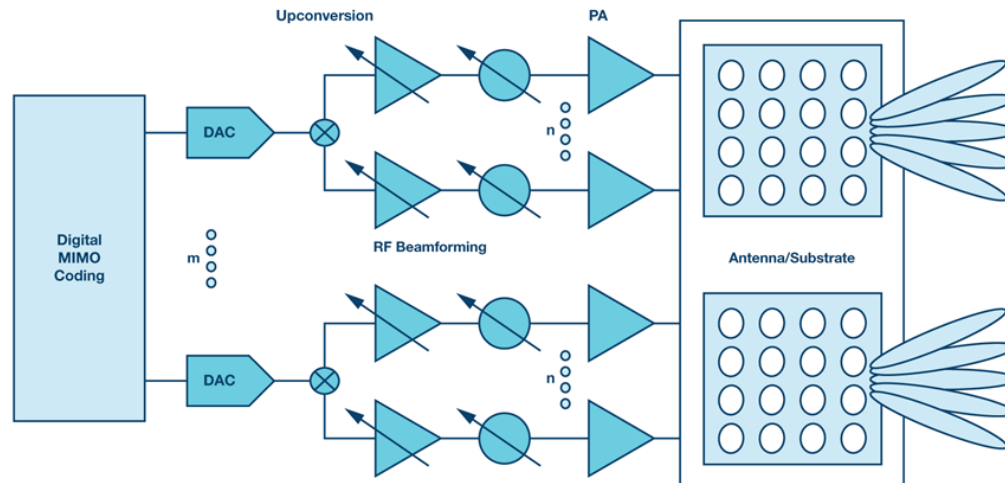 Upconversion
PA
DAC
n
Digital
MIMO
Coding
m
RF Beamforming
Antenna/Substrate
DAC
n